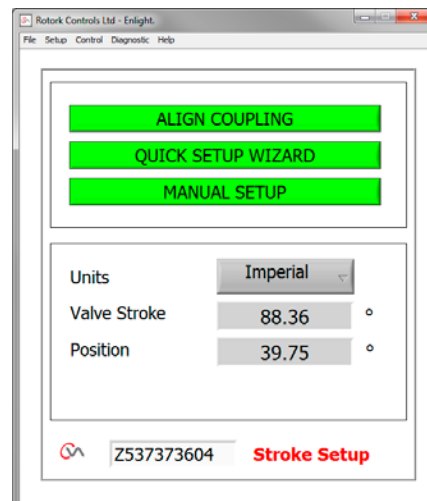 Rotork Controls Ltd - Enlight.
File Setup Control Diagnostic Help
ALIGN COUPLING
QUICK SETUP WIZARD
MANUAL SETUP
Units Imperial
Valve Stroke 88.36 °
Position 39.75 °
Z537373604 Stroke Setup